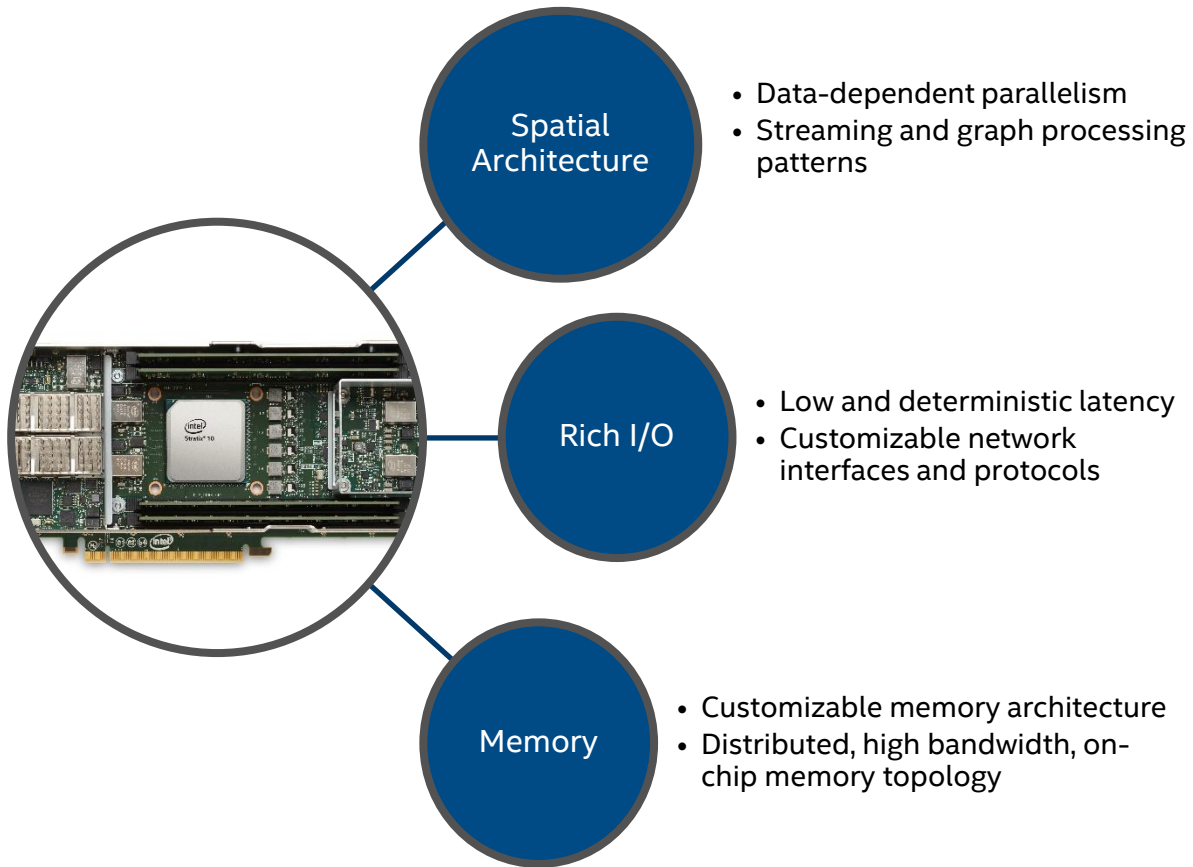 Spatial
Architecture
• Data-dependent parallelism
• Streaming and graph processing
patterns
intel
Stratix® 10
intel
Rich I/O
• Low and deterministic latency
• Customizable network
interfaces and protocols
Memory
• Customizable memory architecture
• Distributed, high bandwidth, on-
chip memory topology